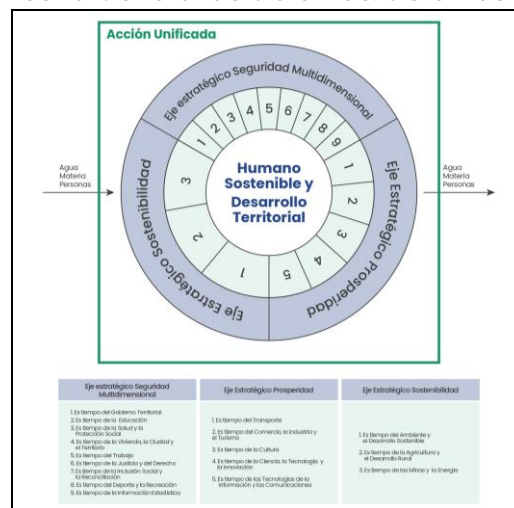 Acción Unificada
Eje estratégico Seguridad Multidimensional
1 2 3 4 5 6 7 8 9
Eje Estratégico Prosperidad
1 2 3 4 5
Eje Estratégico Sostenibilidad
1 2 3
Humano
Sostenible y
Desarrollo
Territorial
Agua
Materia
Personas
Agua
Materia
Personas
Eje estratégico Seguridad
Multidimensional
1. Es tiempo del Gobierno Territorial
2. Es tiempo de la Educación
3. Es tiempo de la Salud y la
Protección Social
4. Es tiempo de la Vivienda, la Ciudad y
el Territorio
5. Es tiempo del Trabajo
6. Es tiempo de la Justicia y del Derecho
7. Es tiempo de la Inclusión Social y
la Reconciliación
8. Es tiempo del Deporte y la Recreación
9. Es tiempo de la Información Estadística
Eje Estratégico Prosperidad
1. Es tiempo del Transporte
2. Es tiempo del Comercio, la Industria y
el Turismo
3. Es tiempo de la Cultura
4. Es tiempo de la Ciencia, la Tecnología y
la Innovación
5. Es tiempo de las Tecnologías de la
Información y las Comunicaciones
Eje Estratégico Sostenibilidad
1. Es tiempo del Ambiente y
el Desarrollo Sostenible
2. Es tiempo de la Agricultura y
el Desarrollo Rural
3. Es tiempo de las Minas y la Energía